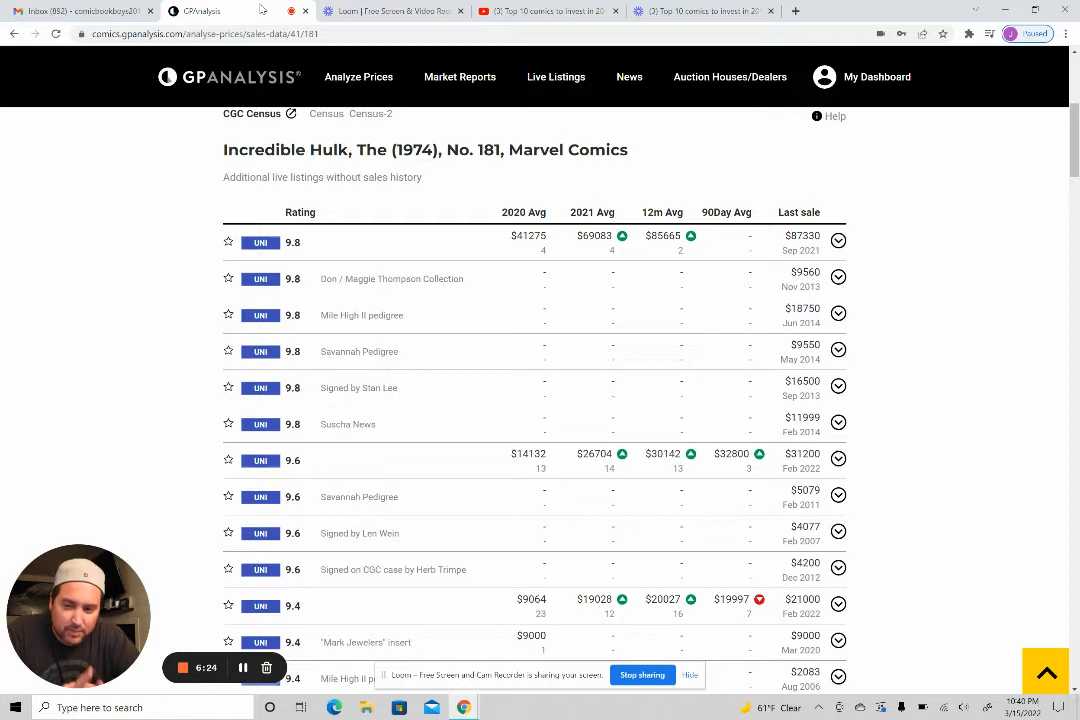 Inbox (892) - comicbookboys201
GPAnalysis
Loom | Free Screen & Video Rec
(3) Top 10 comics to invest in 20
(3) Top 10 comics to invest in 20
comics.gpanalysis.com/analyse-prices/sales-data/41/181
Paused
GPANALYSIS®
Analyze Prices
Market Reports
Live Listings
News
Auction Houses/Dealers
My Dashboard
CGC Census
Census
Census-2
Help
Incredible Hulk, The (1974), No. 181, Marvel Comics
Additional live listings without sales history
Rating 2020 Avg 2021 Avg 12m Avg 90Day Avg Last sale
UNI 9.8 $41275 $69083 $85665 - $87330
4 4 2 - Sep 2021
UNI 9.8 Don / Maggie Thompson Collection - - - - $9560
- - - - Nov 2013
UNI 9.8 Mile High II pedigree - - - - $18750
- - - - Jun 2014
UNI 9.8 Savannah Pedigree - - - - $9550
- - - - May 2014
UNI 9.8 Signed by Stan Lee - - - - $16500
- - - - Sep 2013
UNI 9.8 Suscha News - - - - $11999
- - - - Feb 2014
UNI 9.6 $14132 $26704 $30142 $32800 $31200
13 14 13 3 Feb 2022
UNI 9.6 Savannah Pedigree - - - - $5079
- - - - Feb 2011
UNI 9.6 Signed by Len Wein - - - - $4077
- - - - Feb 2007
UNI 9.6 Signed on CGC case by Herb Trimpe - - - - $4200
- - - - Dec 2012
UNI 9.4 $9064 $19028 $20027 $19997 $21000
23 12 16 7 Feb 2022
UNI 9.4 "Mark Jewelers" insert $9000 - - - $9000
1 - - - Mar 2020
UNI 9.4 Mile High II p $2083
Aug 2006
6:24
Loom – Free Screen and Cam Recorder is sharing your screen.
Stop sharing
Hide
Type here to search
61°F Clear
10:40 PM
3/15/2022